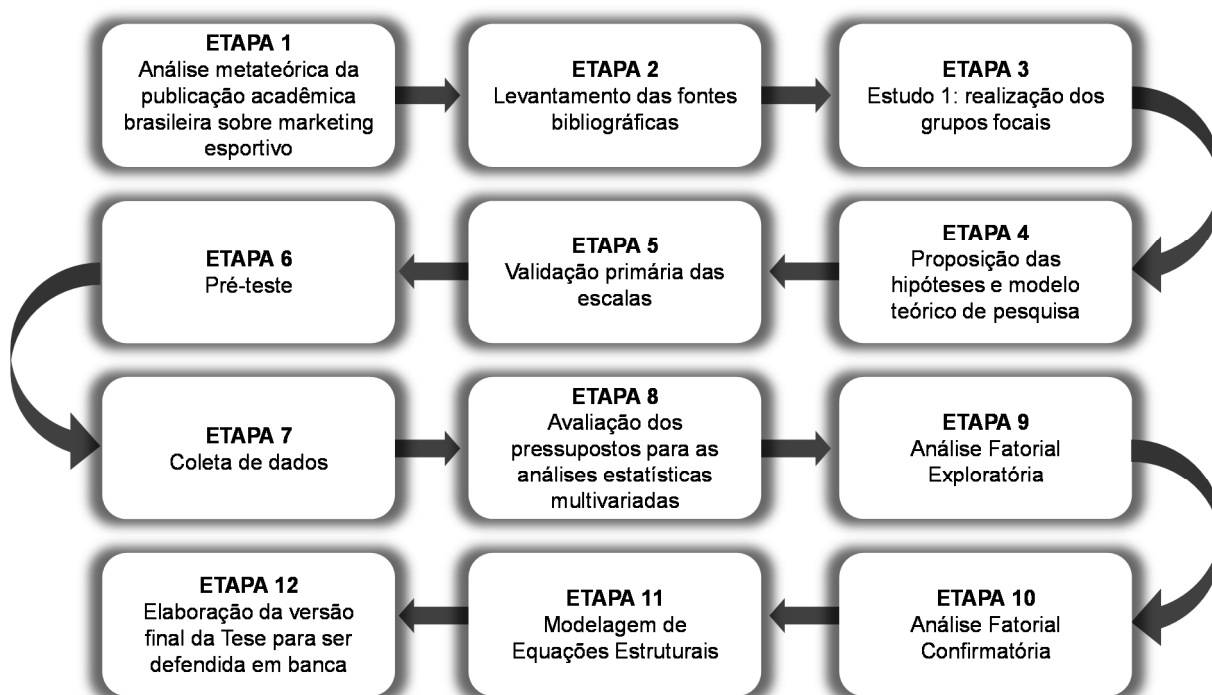 ETAPA 1
Análise metateórica da
publicação acadêmica
brasileira sobre marketing
esportivo
ETAPA 2
Levantamento das fontes
bibliográficas
ETAPA 3
Estudo 1: realização dos
grupos focais
ETAPA 4
Proposição das
hipóteses e modelo
teórico de pesquisa
ETAPA 5
Validação primária das
escalas
ETAPA 6
Pré-teste
ETAPA 7
Coleta de dados
ETAPA 8
Avaliação dos
pressupostos para as
análises estatísticas
multivariadas
ETAPA 9
Análise Fatorial
Exploratória
ETAPA 10
Análise Fatorial
Confirmatória
ETAPA 11
Modelagem de
Equações Estruturais
ETAPA 12
Elaboração da versão
final da Tese para ser
defendida em banca